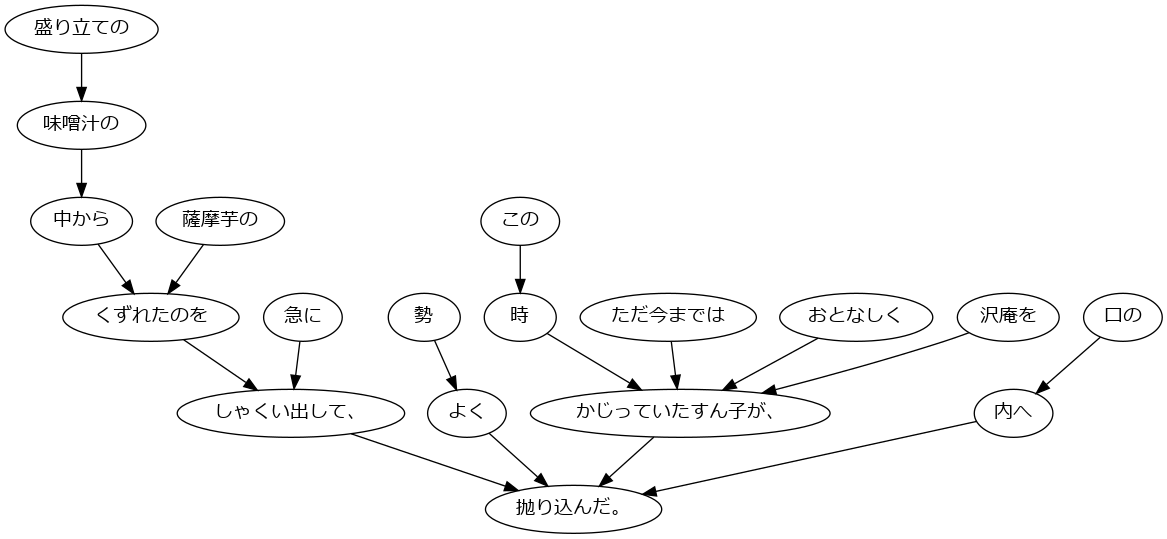 盛り立ての
味噌汁の
中から
薩摩芋の
この
くずれたのを
急に
勢
時
ただ今までは
おとなしく
沢庵を
口の
しゃくい出して、
よく
かじっていたすん子が、
内へ
抛り込んだ。